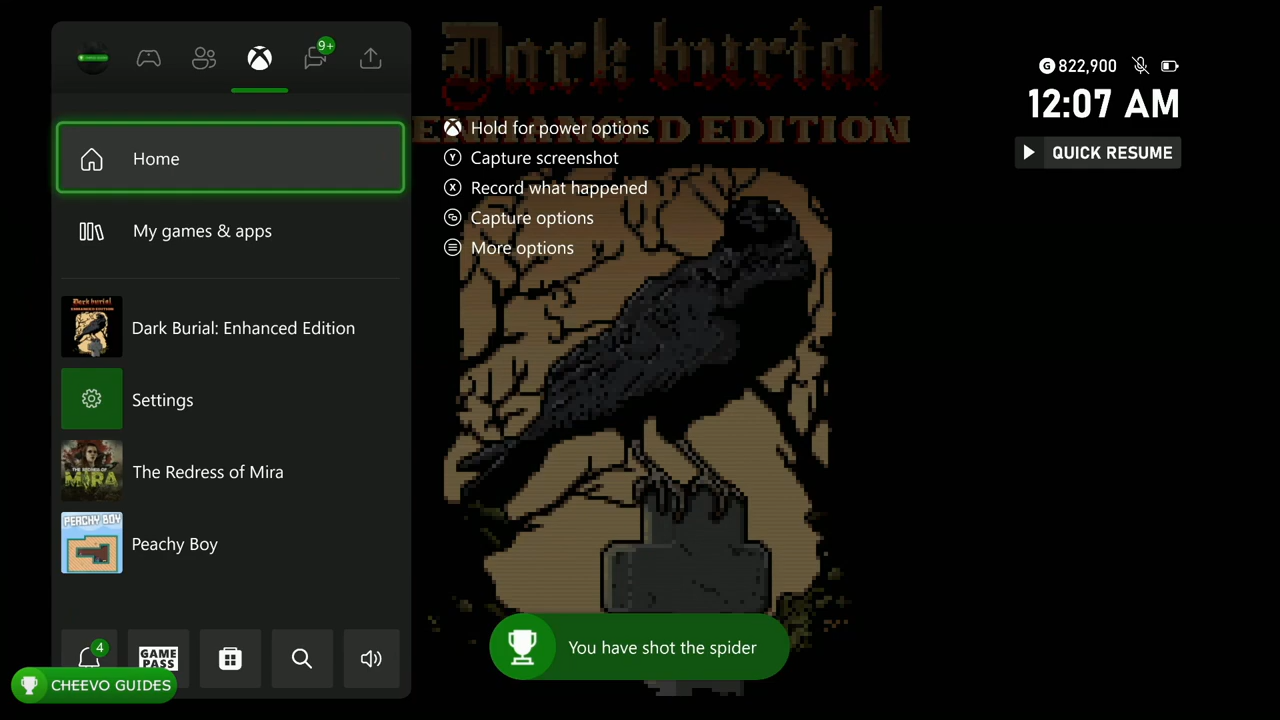 9+
Home
My games & apps
Dark Burial: Enhanced Edition
Settings
The Redress of Mira
PEACHY BOY
Peachy Boy
4
GAME
PASS
CHEEVO GUIDES
Dark burial
ENHANCED EDITION
Hold for power options
Y Capture screenshot
X Record what happened
Capture options
More options
You have shot the spider
G 822,900
12:07 AM
QUICK RESUME